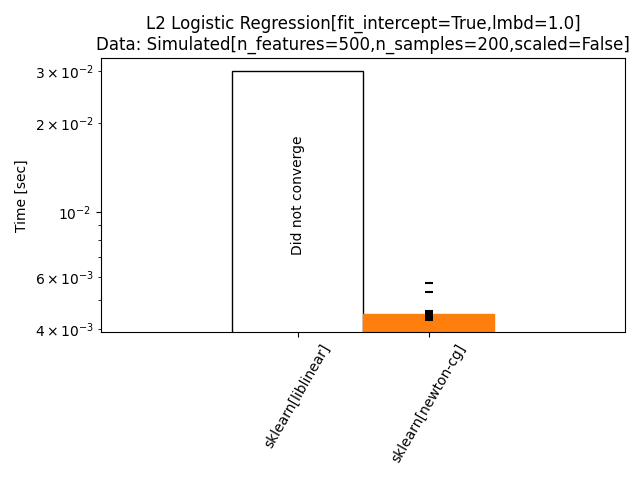 L2 Logistic Regression[fit_intercept=True,lmbd=1.0]
Data: Simulated[n_features=500,n_samples=200,scaled=False]
Time [sec]
3 × 10⁻²
2 × 10⁻²
10⁻²
6 × 10⁻³
4 × 10⁻³
Did not converge
sklearn[liblinear]
sklearn[newton-cg]